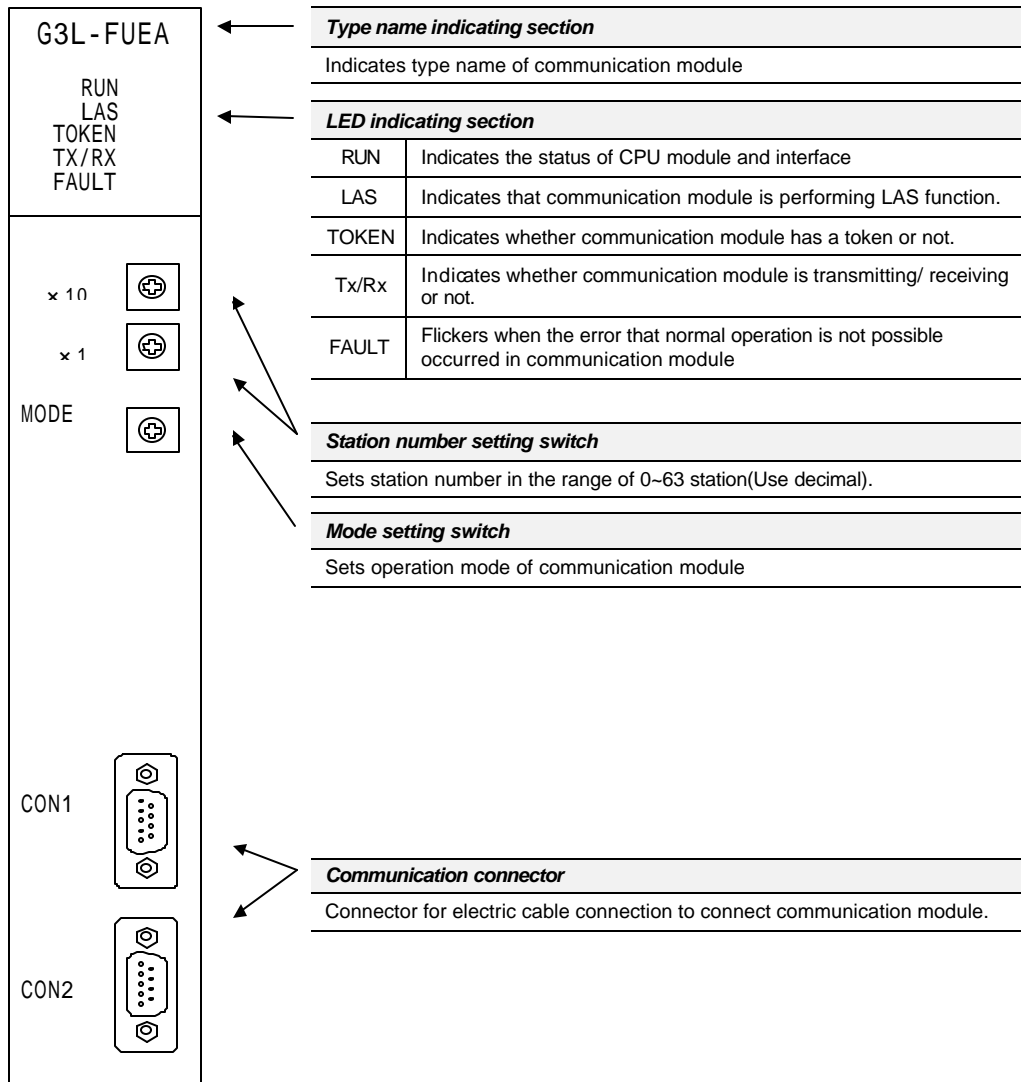 G3L-FUEA
RUN
LAS
TOKEN
TX/RX
FAULT
× 10
× 1
MODE
CON1
CON2
Type name indicating section
Indicates type name of communication module
LED indicating section
RUN Indicates the status of CPU module and interface
LAS Indicates that communication module is performing LAS function.
TOKEN Indicates whether communication module has a token or not.
Tx/Rx Indicates whether communication module is transmitting/ receiving
or not.
FAULT Flickers when the error that normal operation is not possible
occurred in communication module
Station number setting switch
Sets station number in the range of 0~63 station(Use decimal).
Mode setting switch
Sets operation mode of communication module
Communication connector
Connector for electric cable connection to connect communication module.